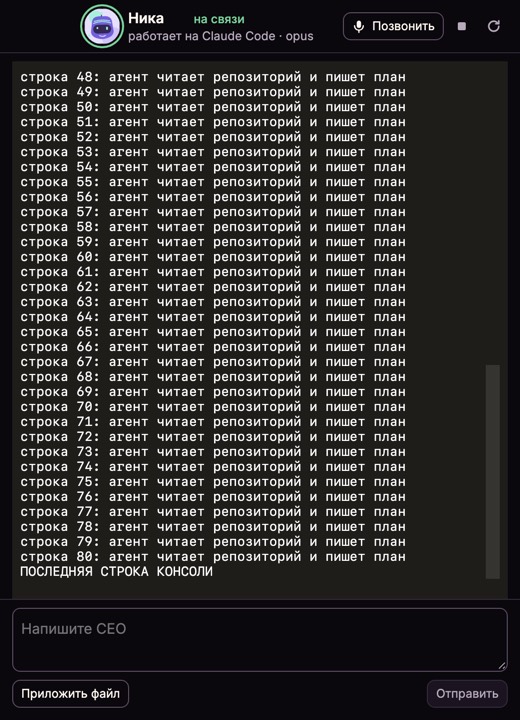 Ника на связи
работает на Claude Code · opus
Позвонить
строка 48: агент читает репозиторий и пишет план
строка 49: агент читает репозиторий и пишет план
строка 50: агент читает репозиторий и пишет план
строка 51: агент читает репозиторий и пишет план
строка 52: агент читает репозиторий и пишет план
строка 53: агент читает репозиторий и пишет план
строка 54: агент читает репозиторий и пишет план
строка 55: агент читает репозиторий и пишет план
строка 56: агент читает репозиторий и пишет план
строка 57: агент читает репозиторий и пишет план
строка 58: агент читает репозиторий и пишет план
строка 59: агент читает репозиторий и пишет план
строка 60: агент читает репозиторий и пишет план
строка 61: агент читает репозиторий и пишет план
строка 62: агент читает репозиторий и пишет план
строка 63: агент читает репозиторий и пишет план
строка 64: агент читает репозиторий и пишет план
строка 65: агент читает репозиторий и пишет план
строка 66: агент читает репозиторий и пишет план
строка 67: агент читает репозиторий и пишет план
строка 68: агент читает репозиторий и пишет план
строка 69: агент читает репозиторий и пишет план
строка 70: агент читает репозиторий и пишет план
строка 71: агент читает репозиторий и пишет план
строка 72: агент читает репозиторий и пишет план
строка 73: агент читает репозиторий и пишет план
строка 74: агент читает репозиторий и пишет план
строка 75: агент читает репозиторий и пишет план
строка 76: агент читает репозиторий и пишет план
строка 77: агент читает репозиторий и пишет план
строка 78: агент читает репозиторий и пишет план
строка 79: агент читает репозиторий и пишет план
строка 80: агент читает репозиторий и пишет план
ПОСЛЕДНЯЯ СТРОКА КОНСОЛИ
Напишите CEO
Приложить файл
Отправить